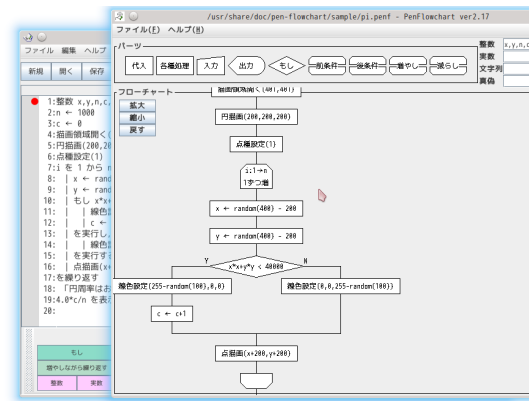 /usr/share/doc/pen-flowchart/sample/pi.penf - PenFlowchart ver2.17
ファイル(F) ヘルプ(H)
パーツ
代入 各種処理 入力 出力 もし 前条件 後条件 増やし 減らし
整数 x,y,n,c
実数
文字列
真偽
フローチャート
拡大
縮小
戻す
描画領域開く(401,401)
円描画(200,200,200)
点種設定(1)
i:1→n
1ずつ増
x ← random(400) - 200
y ← random(400) - 200
Y x*x+y*y < 40000 N
線色設定(255-random(100),0,0) 線色設定(0,0,255-random(100))
c ← c+1
点描画(x+200,y+200)
ファイル 編集 ヘルプ
新規 開く 保存
1:整数 x,y,n,c,
2:n ← 1000
3:c ← 0
4:描画領域開く(
5:円描画(200,20
6:点種設定(1)
7:i を 1 から n
8: | x ← rand
9: | y ← rand
10: | もし x*x+
11: | | 線色設
12: | | c ←
13: | を実行し,
14: | | 線色設
15: | を実行する
16: | 点描画(x+
17:を繰り返す
18: 「円周率はお
19:4.0*c/n を表示
20:
もし
増やしながら繰り返す
整数 実数